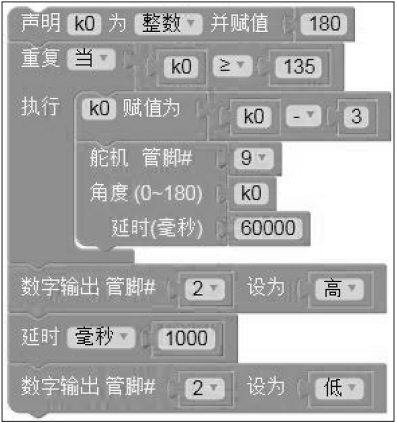 声明 k0 为 整数 并赋值 180
重复 当 k0 ≥ 135
执行 k0 赋值为 k0 - 3
舵机 管脚# 9
角度 (0~180) k0
延时(毫秒) 60000
数字输出 管脚# 2 设为 高
延时 毫秒 1000
数字输出 管脚# 2 设为 低